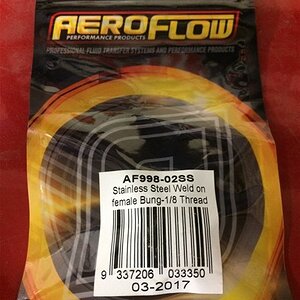 AEROFLOW
PERFORMANCE PRODUCTS
PROFESSIONAL FLUID TRANSFER SYSTEMS AND PERFORMANCE PRODUCTS
AF998-02SS
Stainless Steel Weld on
female Bung-1/8 Thread
9 337206 033350
03-2017